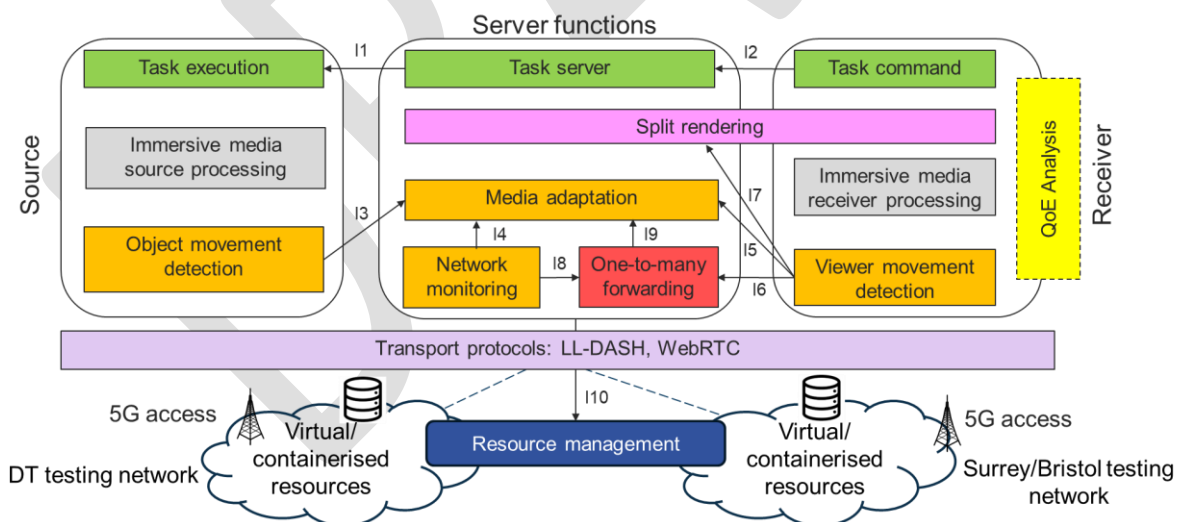 Server functions
Source
Task execution
I1
Task server
I2
Task command
Split rendering
Immersive media
source processing
Media adaptation
I7
Immersive media
receiver processing
QoE Analysis
Receiver
I3
Object movement
detection
I4
I9
I5
Network
monitoring
I8
One-to-many
forwarding
I6
Viewer movement
detection
Transport protocols: LL-DASH, WebRTC
I10
5G access
Virtual/
containerised
resources
DT testing network
Resource management
Virtual/
containerised
resources
5G access
Surrey/Bristol testing
network